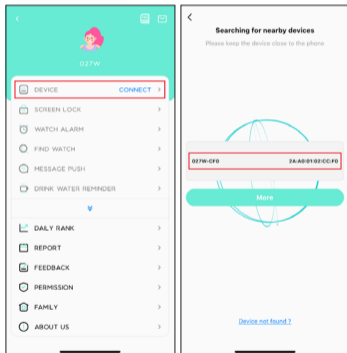 027W
DEVICE CONNECT >
SCREEN LOCK >
WATCH ALARM >
FIND WATCH >
MESSAGE PUSH >
DRINK WATER REMINDER >
DAILY RANK >
REPORT >
FEEDBACK >
PERMISSION >
FAMILY >
ABOUT US >
Searching for nearby devices
Please keep the device close to the phone
027W-CF0 2A:A0:01:02:CC:F0
More
Device not found ?